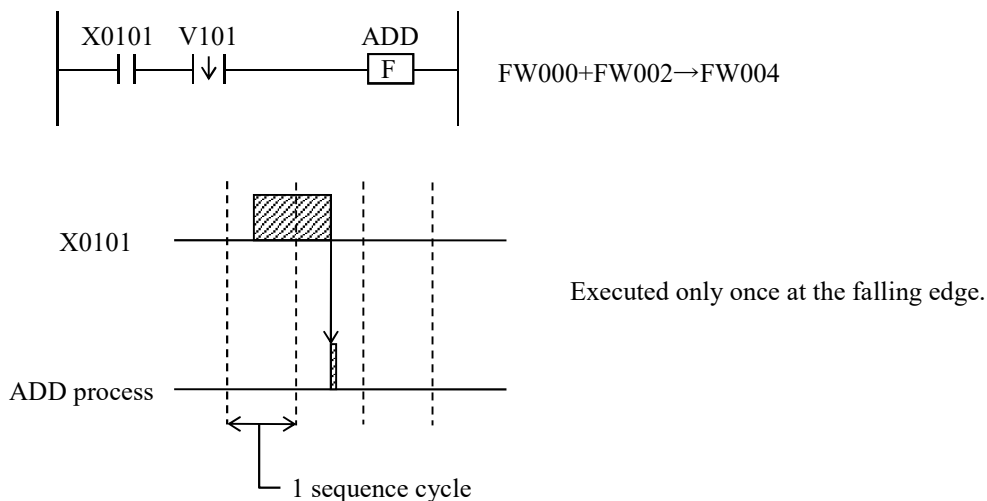 X0101 V101 ADD
F
FW000+FW002→FW004
X0101
Executed only once at the falling edge.
ADD process
1 sequence cycle